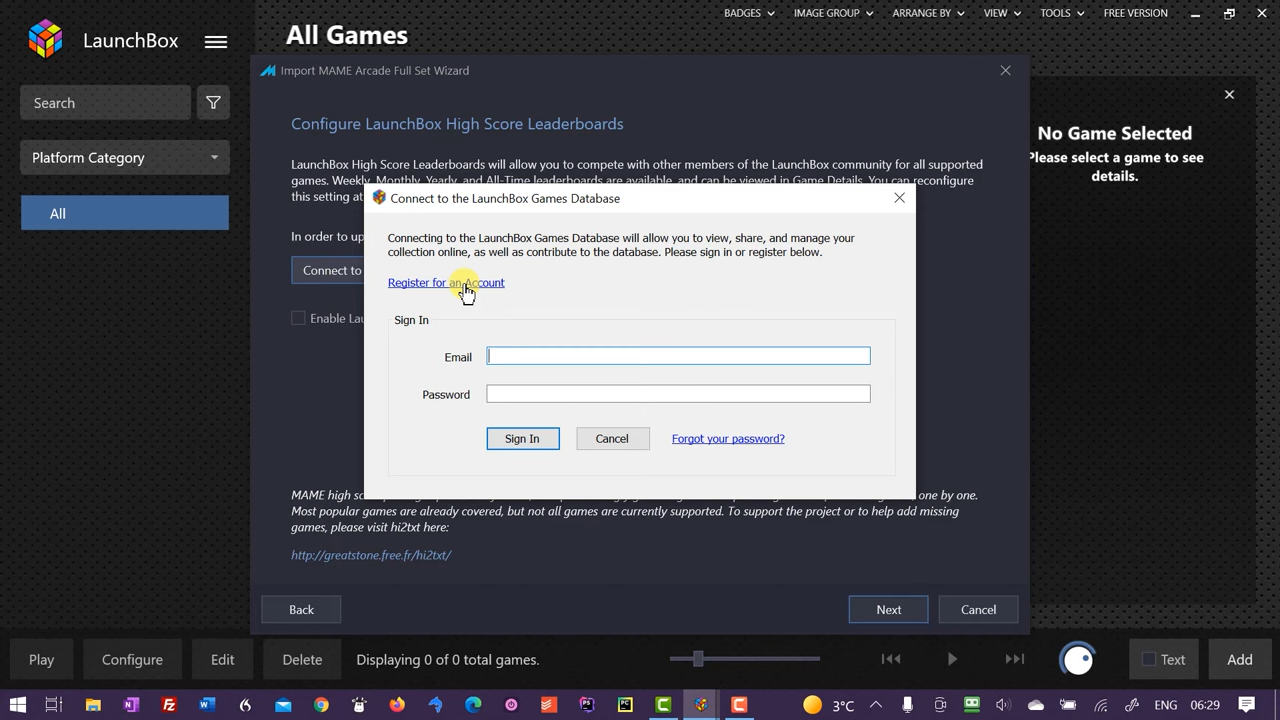 BADGES
IMAGE GROUP
ARRANGE BY
VIEW
TOOLS
FREE VERSION
LaunchBox
All Games
Import MAME Arcade Full Set Wizard
Search
Platform Category
All
No Game Selected
Please select a game to see
details.
Configure LaunchBox High Score Leaderboards
LaunchBox High Score Leaderboards will allow you to compete with other members of the LaunchBox community for all supported
games. Weekly, Monthly, Yearly, and All-Time leaderboards are available, and can be viewed in Game Details. You can reconfigure
this setting at
In order to up
Connect to
Enable Lau
Connect to the LaunchBox Games Database
Connecting to the LaunchBox Games Database will allow you to view, share, and manage your
collection online, as well as contribute to the database. Please sign in or register below.
Register for an Account
Sign In
Email
Password
Sign In
Cancel
Forgot your password?
MAME high
one by one.
Most popular games are already covered, but not all games are currently supported. To support the project or to help add missing
games, please visit hi2txt here:
http://greatstone.free.fr/hi2txt/
Back
Next
Cancel
Play
Configure
Edit
Delete
Displaying 0 of 0 total games.
Text
Add
3°C
ENG
06:29